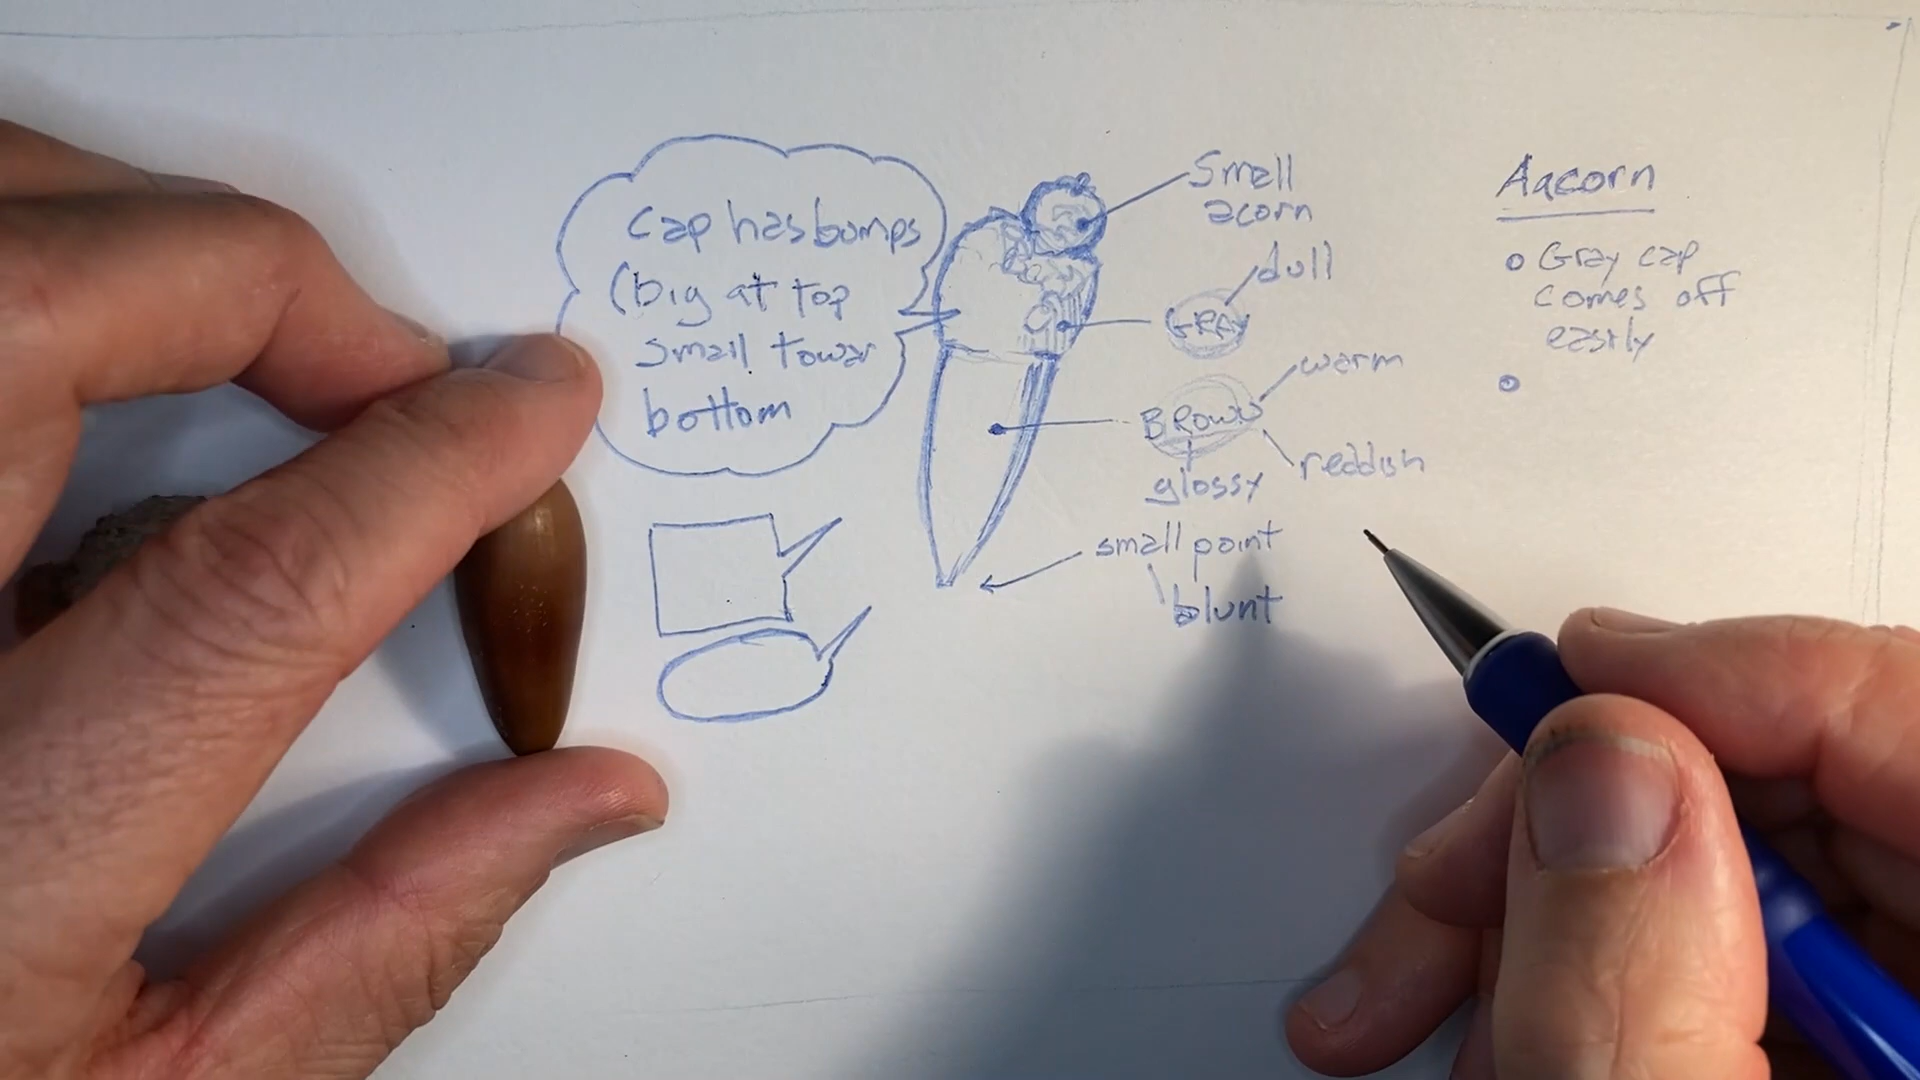 Cap has bumps
(big at top
small towar
bottom
Small
acorn
dull
GRAY
warm
BROWN
reddish
glossy
small point
blunt
Aacorn
Gray cap
comes off
easily